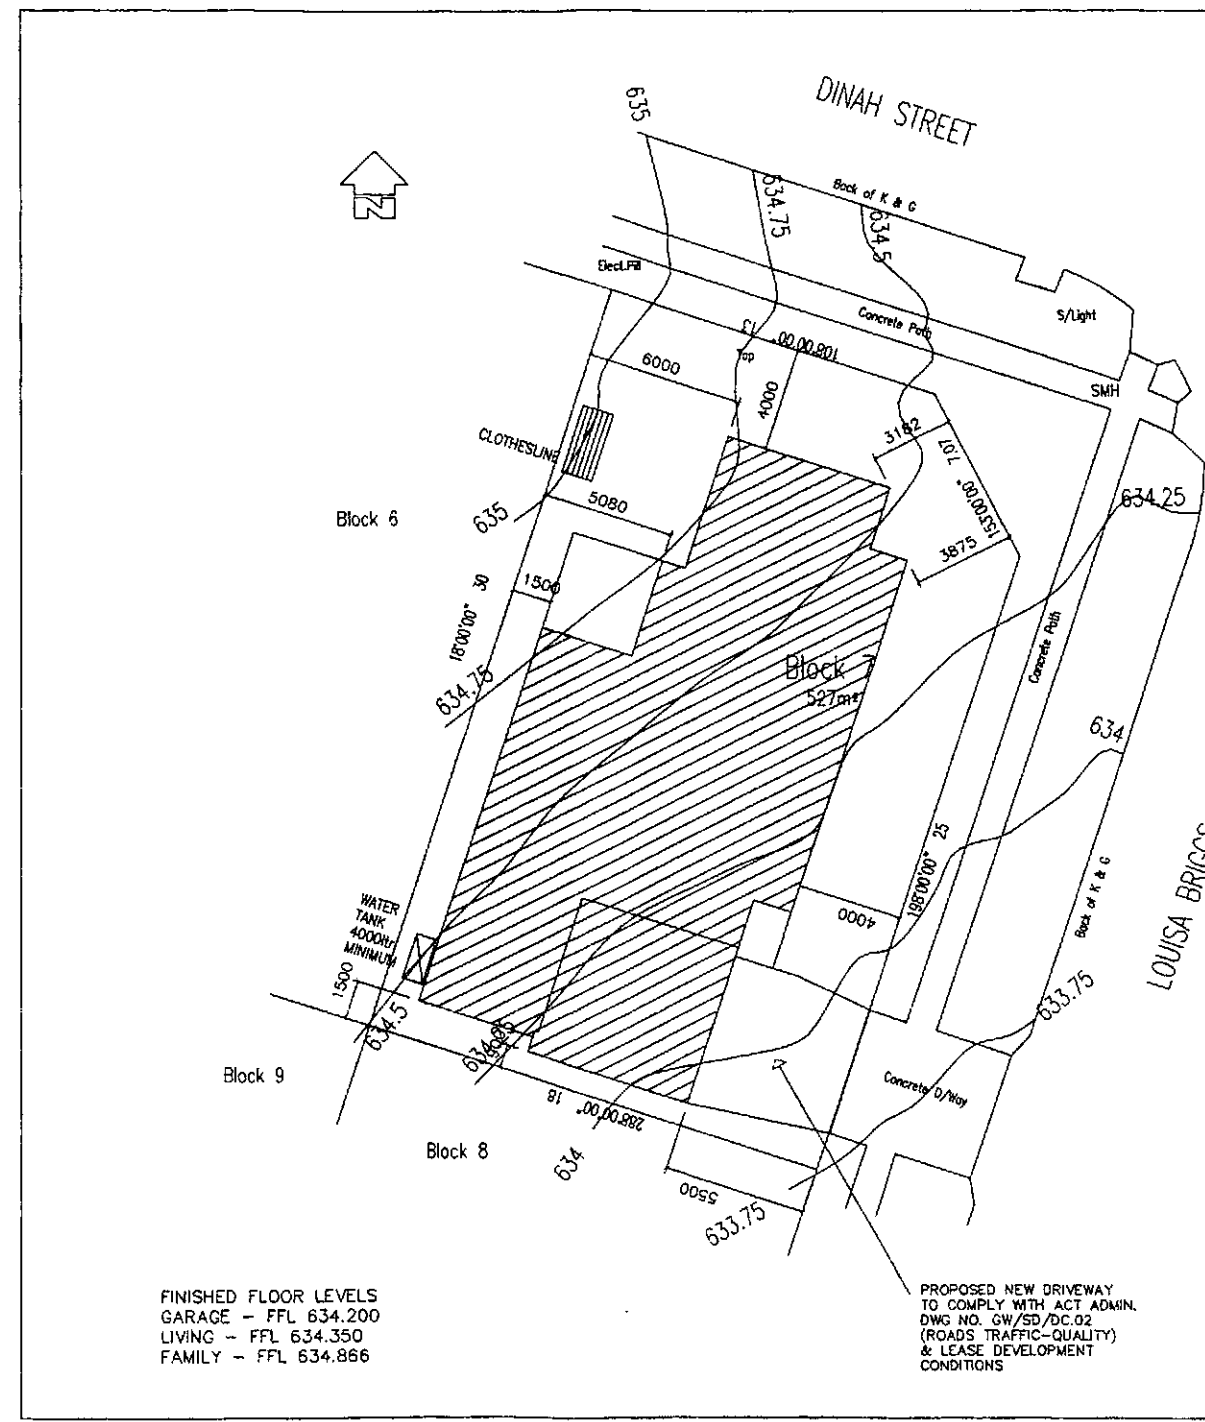 DINAH STREET
635
634.75
634.5
Back of K & G
N
Concrete Path
S/Light
SMH
13
108'00'00"
Tap
6000
4000
3182
7.07
153'00'00"
3875
634.25
CLOTHESLINE
5080
635
Block 6
1500
18'00'00" 30
634.75
Block 7
527m²
Concrete Path
634
198'00'00" 25
Back of K & G
LOUISA BRIGGS
4000
WATER
TANK
4000ltr
MINIMUM
1500
634.5
Block 9
633.75
Concrete D/Way
18
288'00'00"
Block 8
634
5500
633.75
FINISHED FLOOR LEVELS
GARAGE – FFL 634.200
LIVING – FFL 634.350
FAMILY – FFL 634.866
PROPOSED NEW DRIVEWAY
TO COMPLY WITH ACT ADMIN.
DWG NO. GW/SD/DC.02
(ROADS TRAFFIC-QUALITY)
& LEASE DEVELOPMENT
CONDITIONS